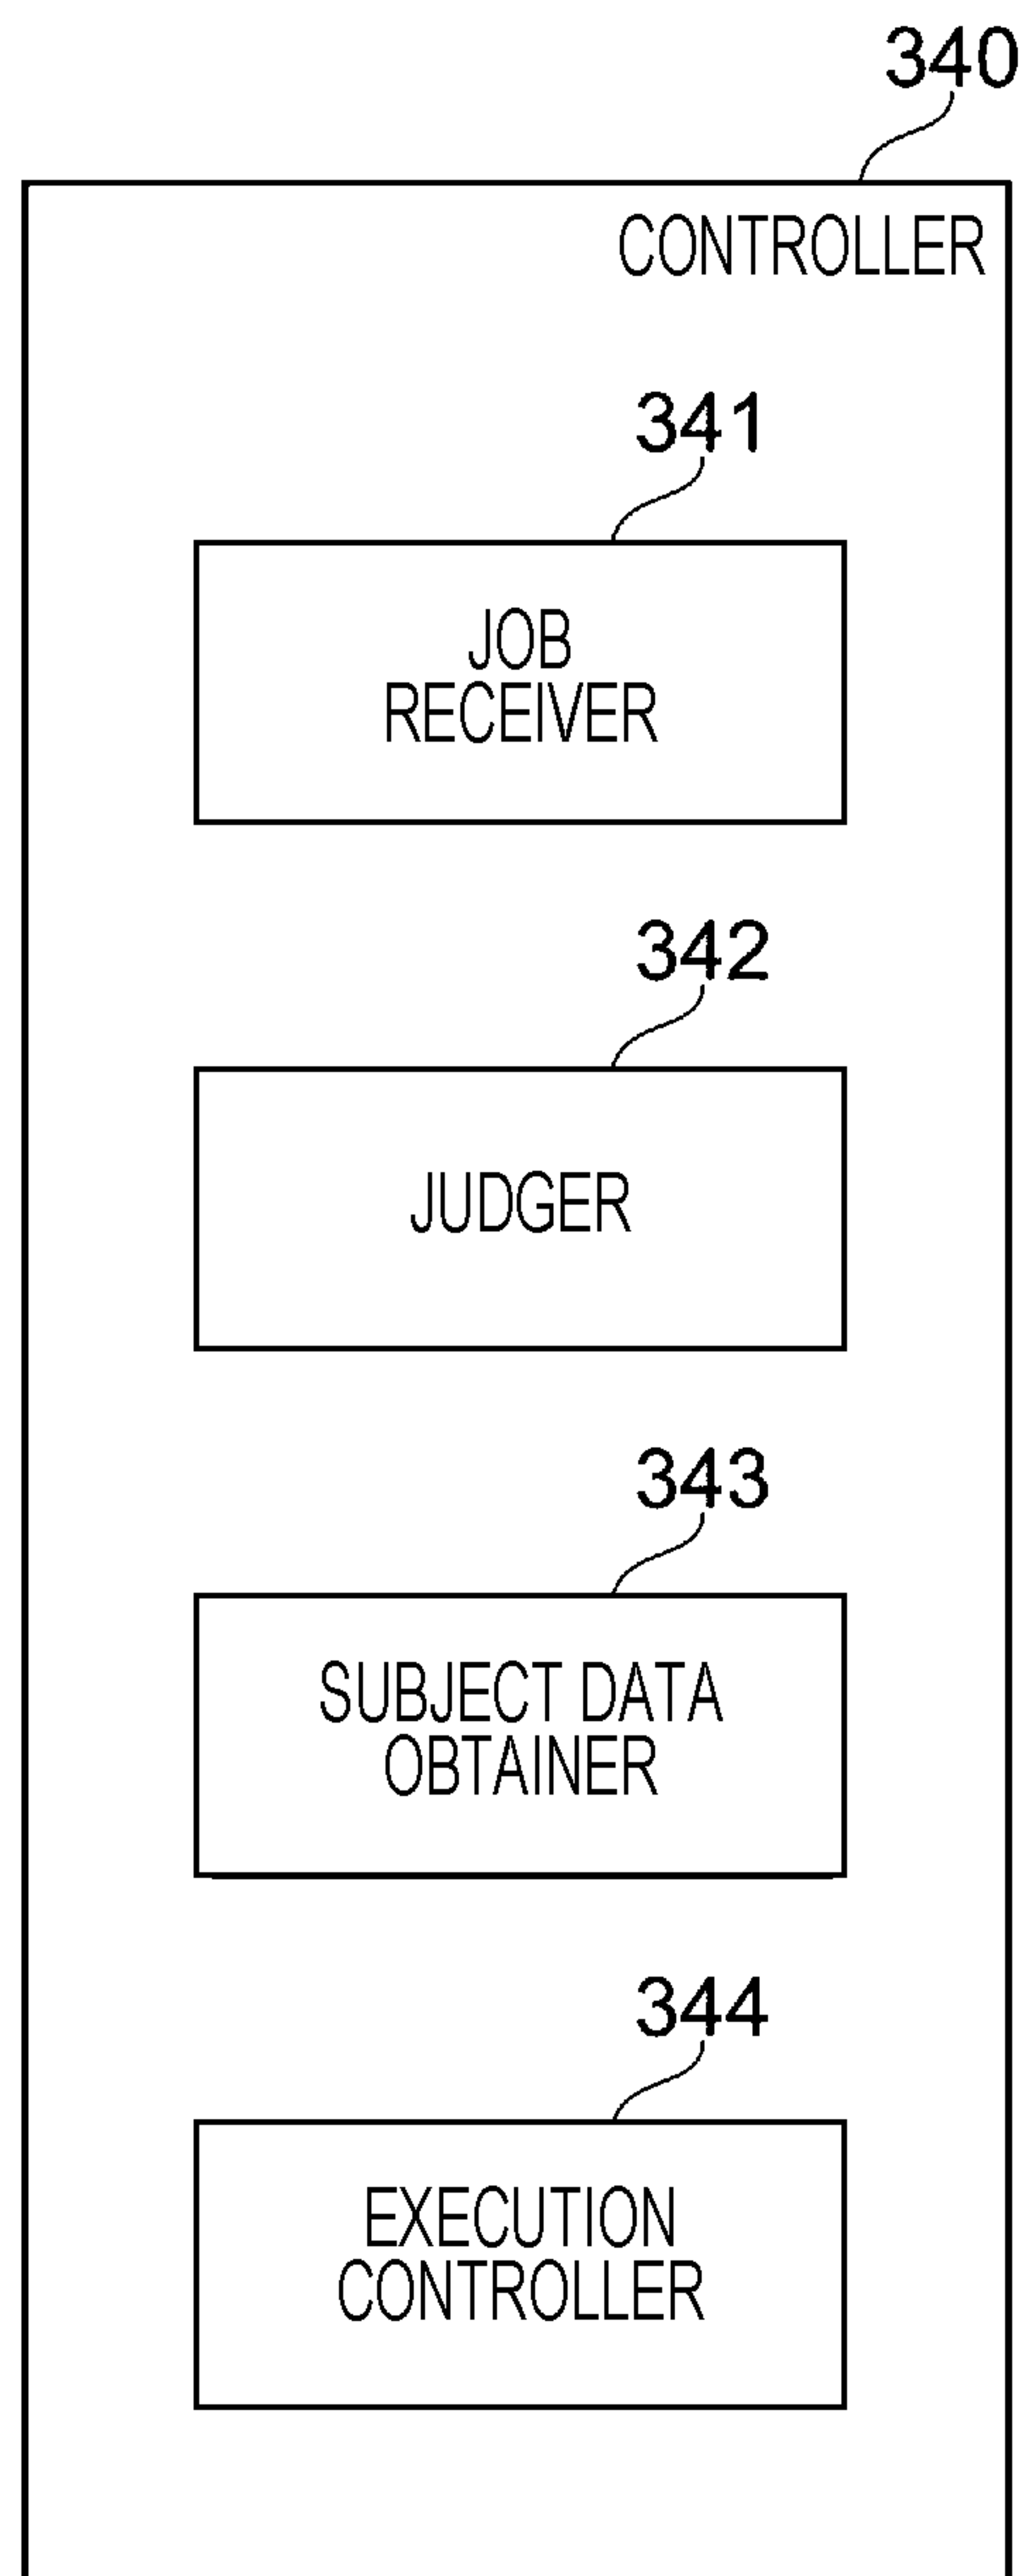 340
CONTROLLER
341
JOB
RECEIVER
342
JUDGER
343
SUBJECT DATA
OBTAINER
344
EXECUTION
CONTROLLER